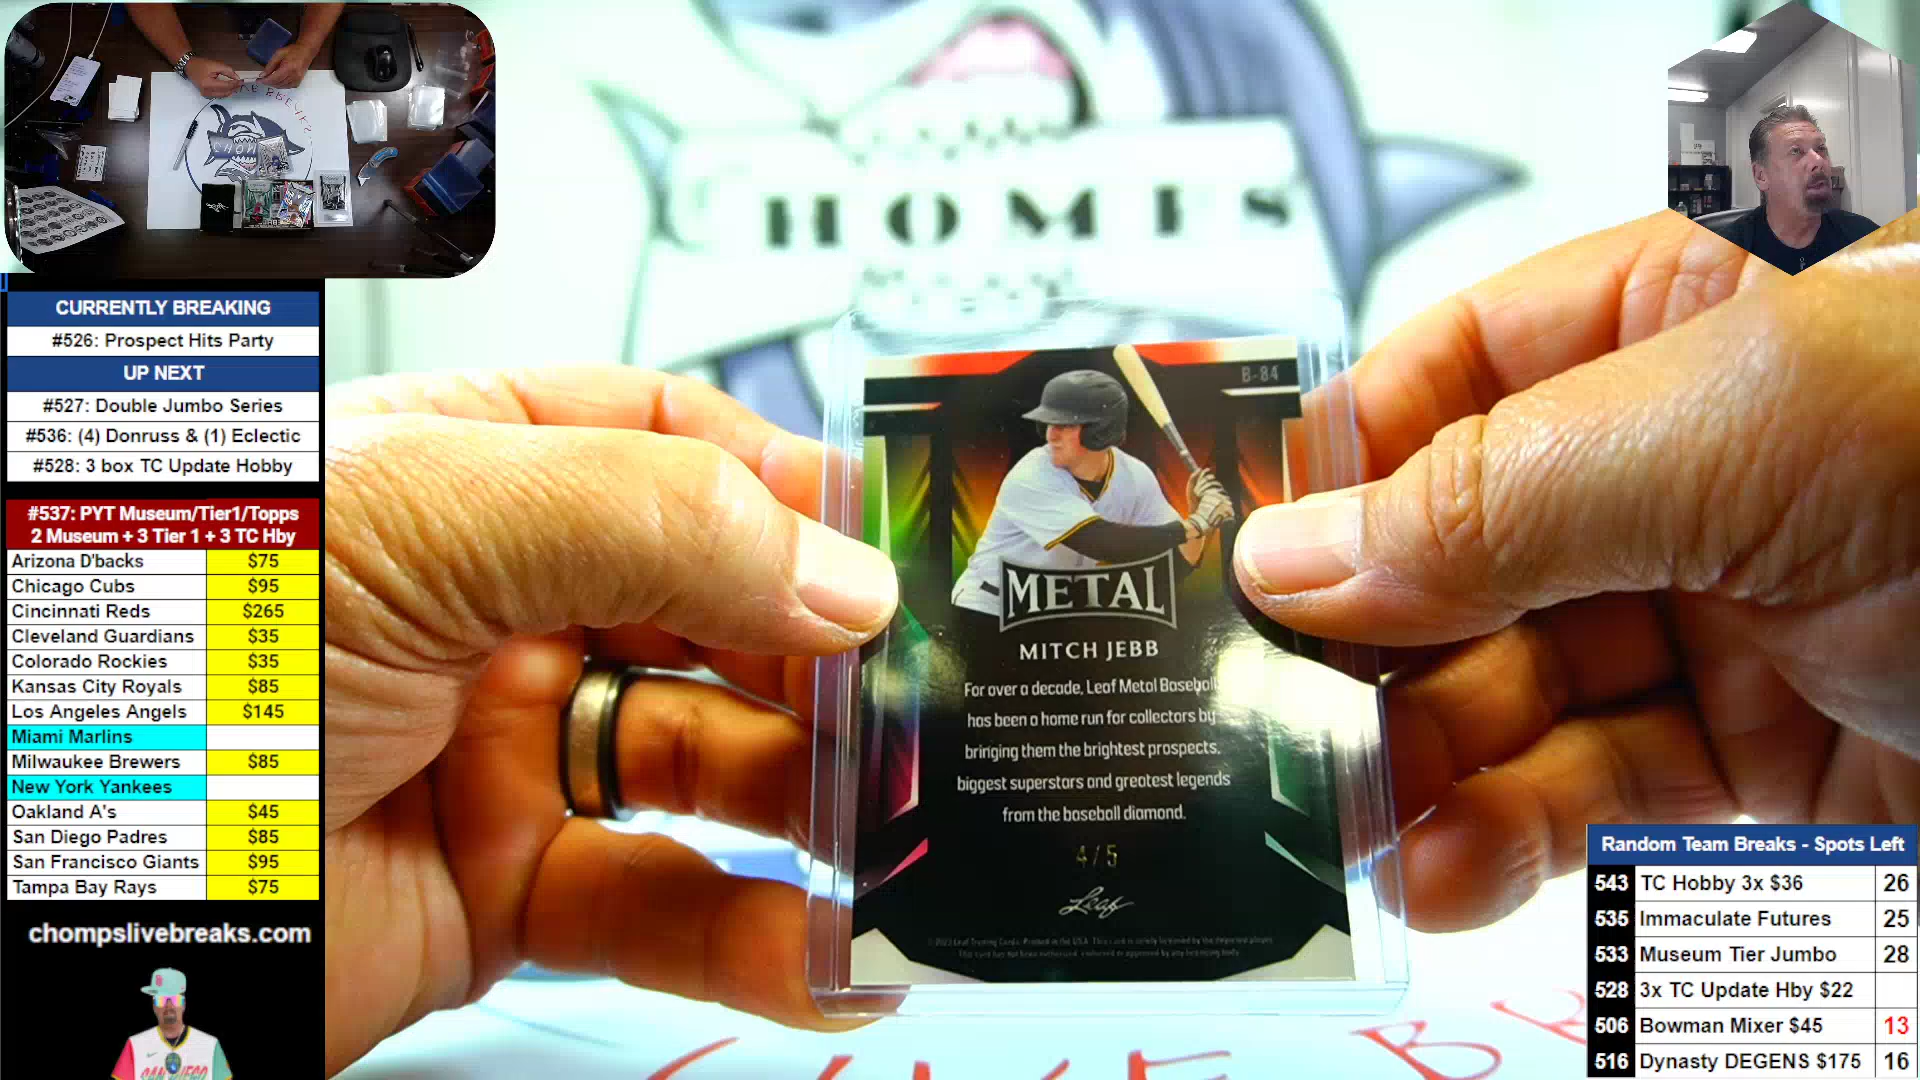 CURRENTLY BREAKING
#526: Prospect Hits Party
UP NEXT
#527: Double Jumbo Series
#536: (4) Donruss & (1) Eclectic
#528: 3 box TC Update Hobby
#537: PYT Museum/Tier1/Topps
2 Museum + 3 Tier 1 + 3 TC Hby
Arizona D'backs $75
Chicago Cubs $95
Cincinnati Reds $265
Cleveland Guardians $35
Colorado Rockies $35
Kansas City Royals $85
Los Angeles Angels $145
Miami Marlins
Milwaukee Brewers $85
New York Yankees
Oakland A's $45
San Diego Padres $85
San Francisco Giants $95
Tampa Bay Rays $75
chompslivebreaks.com
SAN DIEGO
CHOMPS
B-84
METAL
MITCH JEBB
For over a decade, Leaf Metal Baseball
has been a home run for collectors by
bringing them the brightest prospects,
biggest superstars and greatest legends
from the baseball diamond.
4/5
Leaf
Random Team Breaks - Spots Left
543 TC Hobby 3x $36 26
535 Immaculate Futures 25
533 Museum Tier Jumbo 28
528 3x TC Update Hby $22
506 Bowman Mixer $45 13
516 Dynasty DEGENS $175 16